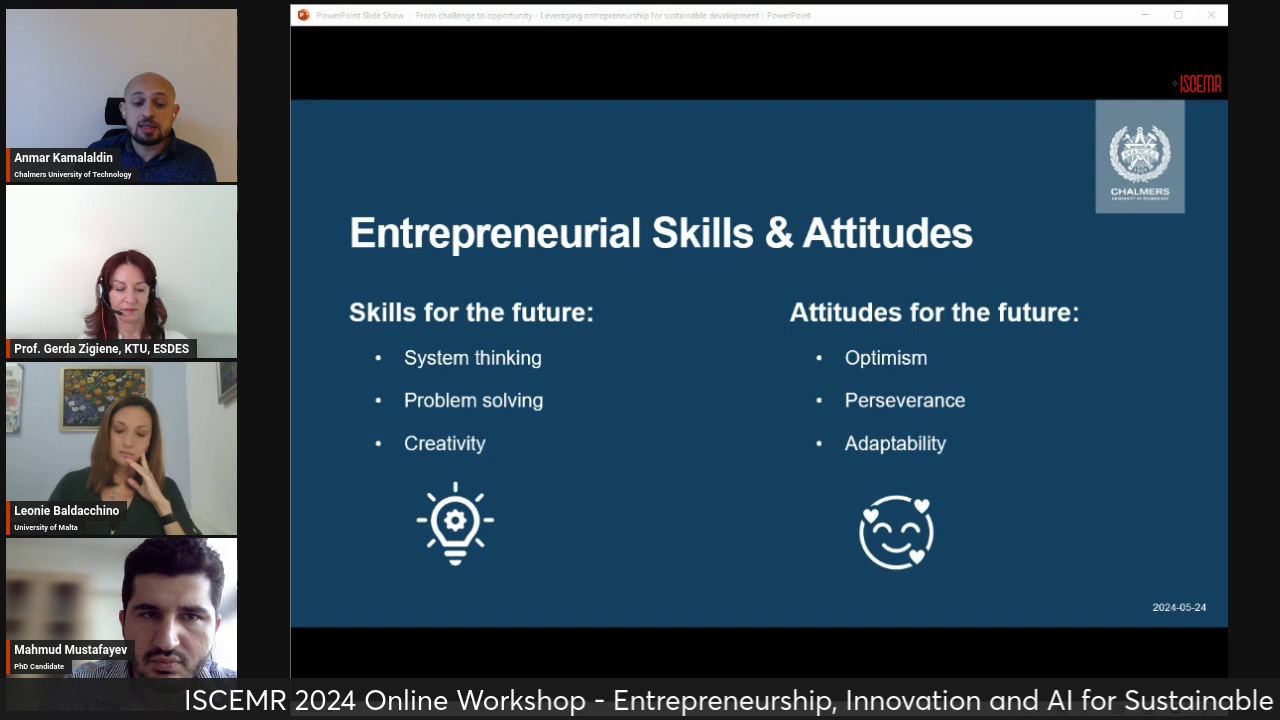 PowerPoint Slide Show - From challenge to opportunity - Leveraging entrepreneurship for sustainable development - PowerPoint
ISCEMR
CHALMERS
UNIVERSITY OF TECHNOLOGY
Entrepreneurial Skills & Attitudes
Skills for the future:
• System thinking
• Problem solving
• Creativity
Attitudes for the future:
• Optimism
• Perseverance
• Adaptability
2024-05-24
Anmar Kamalaldin
Chalmers University of Technology
Prof. Gerda Zigiene, KTU, ESDES
Leonie Baldacchino
University of Malta
Mahmud Mustafayev
PhD Candidate
ISCEMR 2024 Online Workshop - Entrepreneurship, Innovation and AI for Sustainable